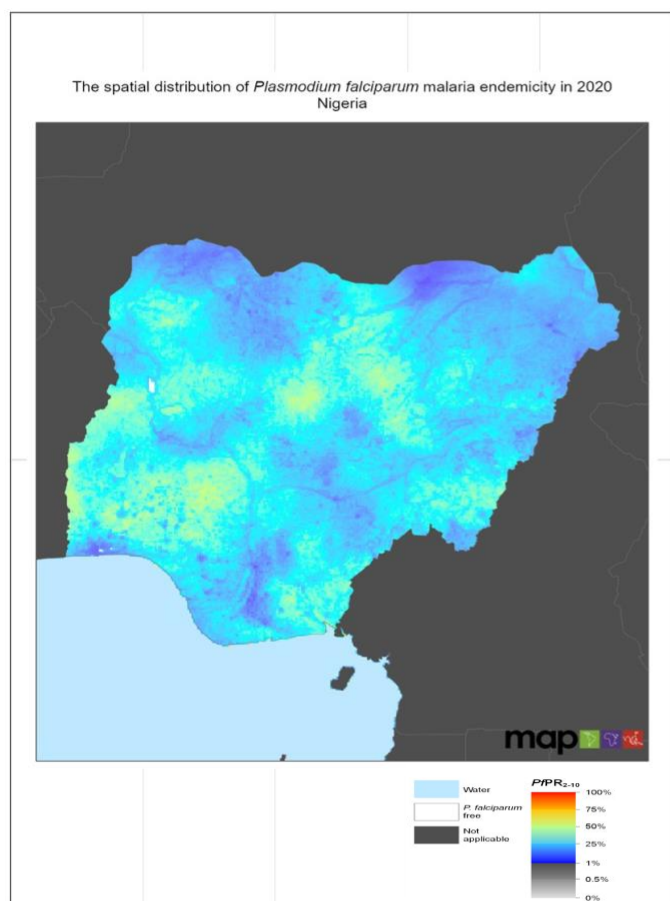 The spatial distribution of Plasmodium falciparum malaria endemicity in 2020
Nigeria
map
Water
P. falciparum
free
Not
applicable
PfPR2-10
100%
75%
50%
25%
1%
0.5%
0%